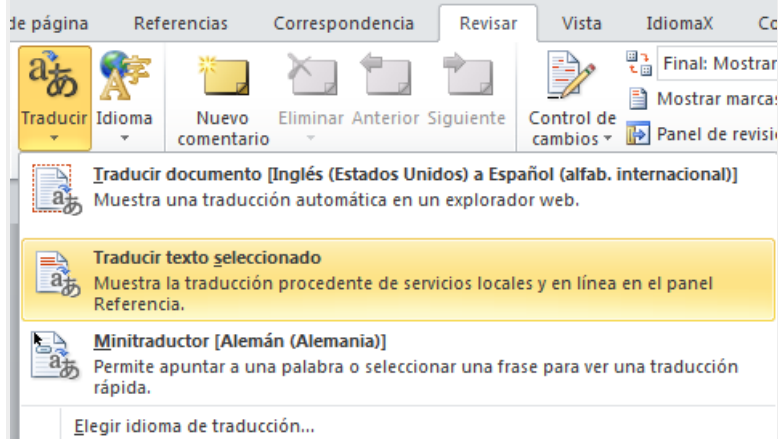 de página Referencias Correspondencia Revisar Vista IdiomaX
Traducir Idioma Nuevo comentario Eliminar Anterior Siguiente Control de cambios
Final: Mostrar
Mostrar marcas
Panel de
Traducir documento [Inglés (Estados Unidos) a Español (alfab. internacional)]
Muestra una traducción automática en un explorador web.
Traducir texto seleccionado
Muestra la traducción procedente de servicios locales y en línea en el panel
Referencia.
Minitraductor [Alemán (Alemania)]
Permite apuntar a una palabra o seleccionar una frase para ver una traducción
rápida.
Elegir idioma de traducción...